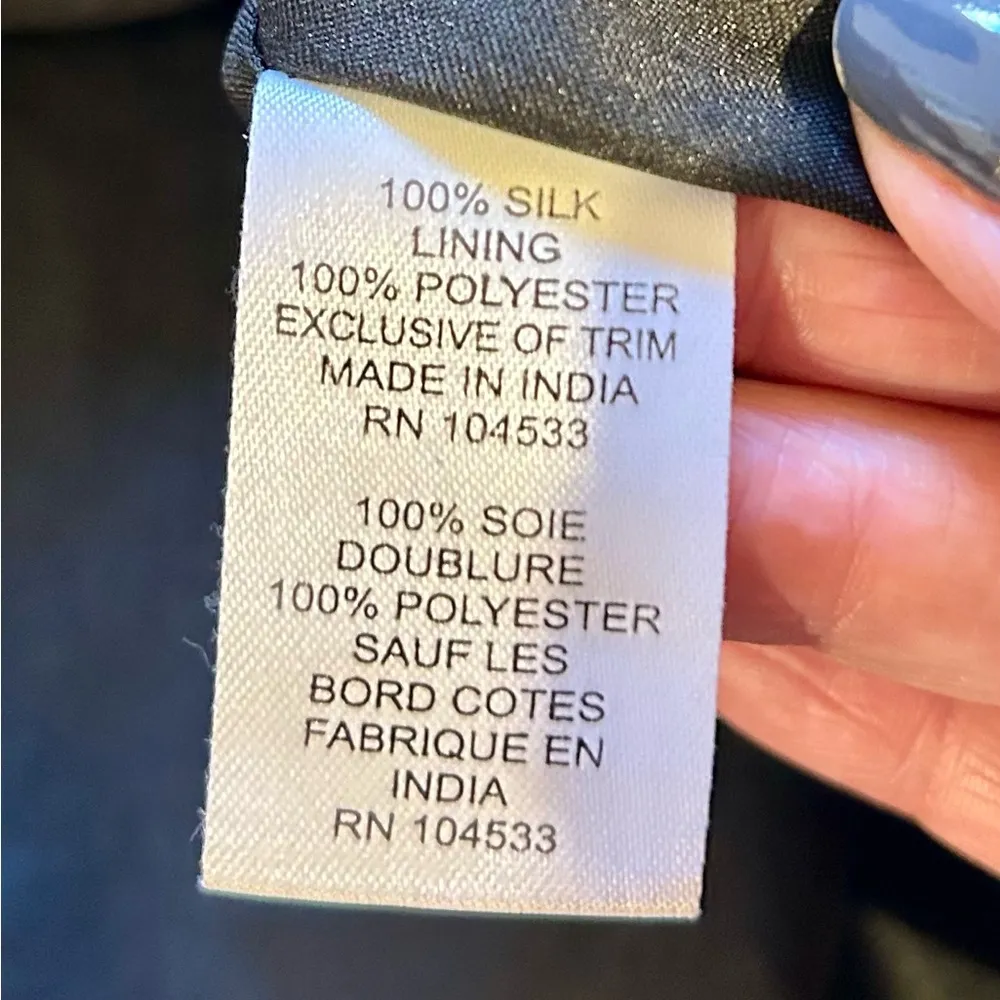 100% SILK
LINING
100% POLYESTER
EXCLUSIVE OF TRIM
MADE IN INDIA
RN 104533
100% SOIE
DOUBLURE
100% POLYESTER
SAUF LES
BORD COTES
FABRIQUE EN
INDIA
RN 104533